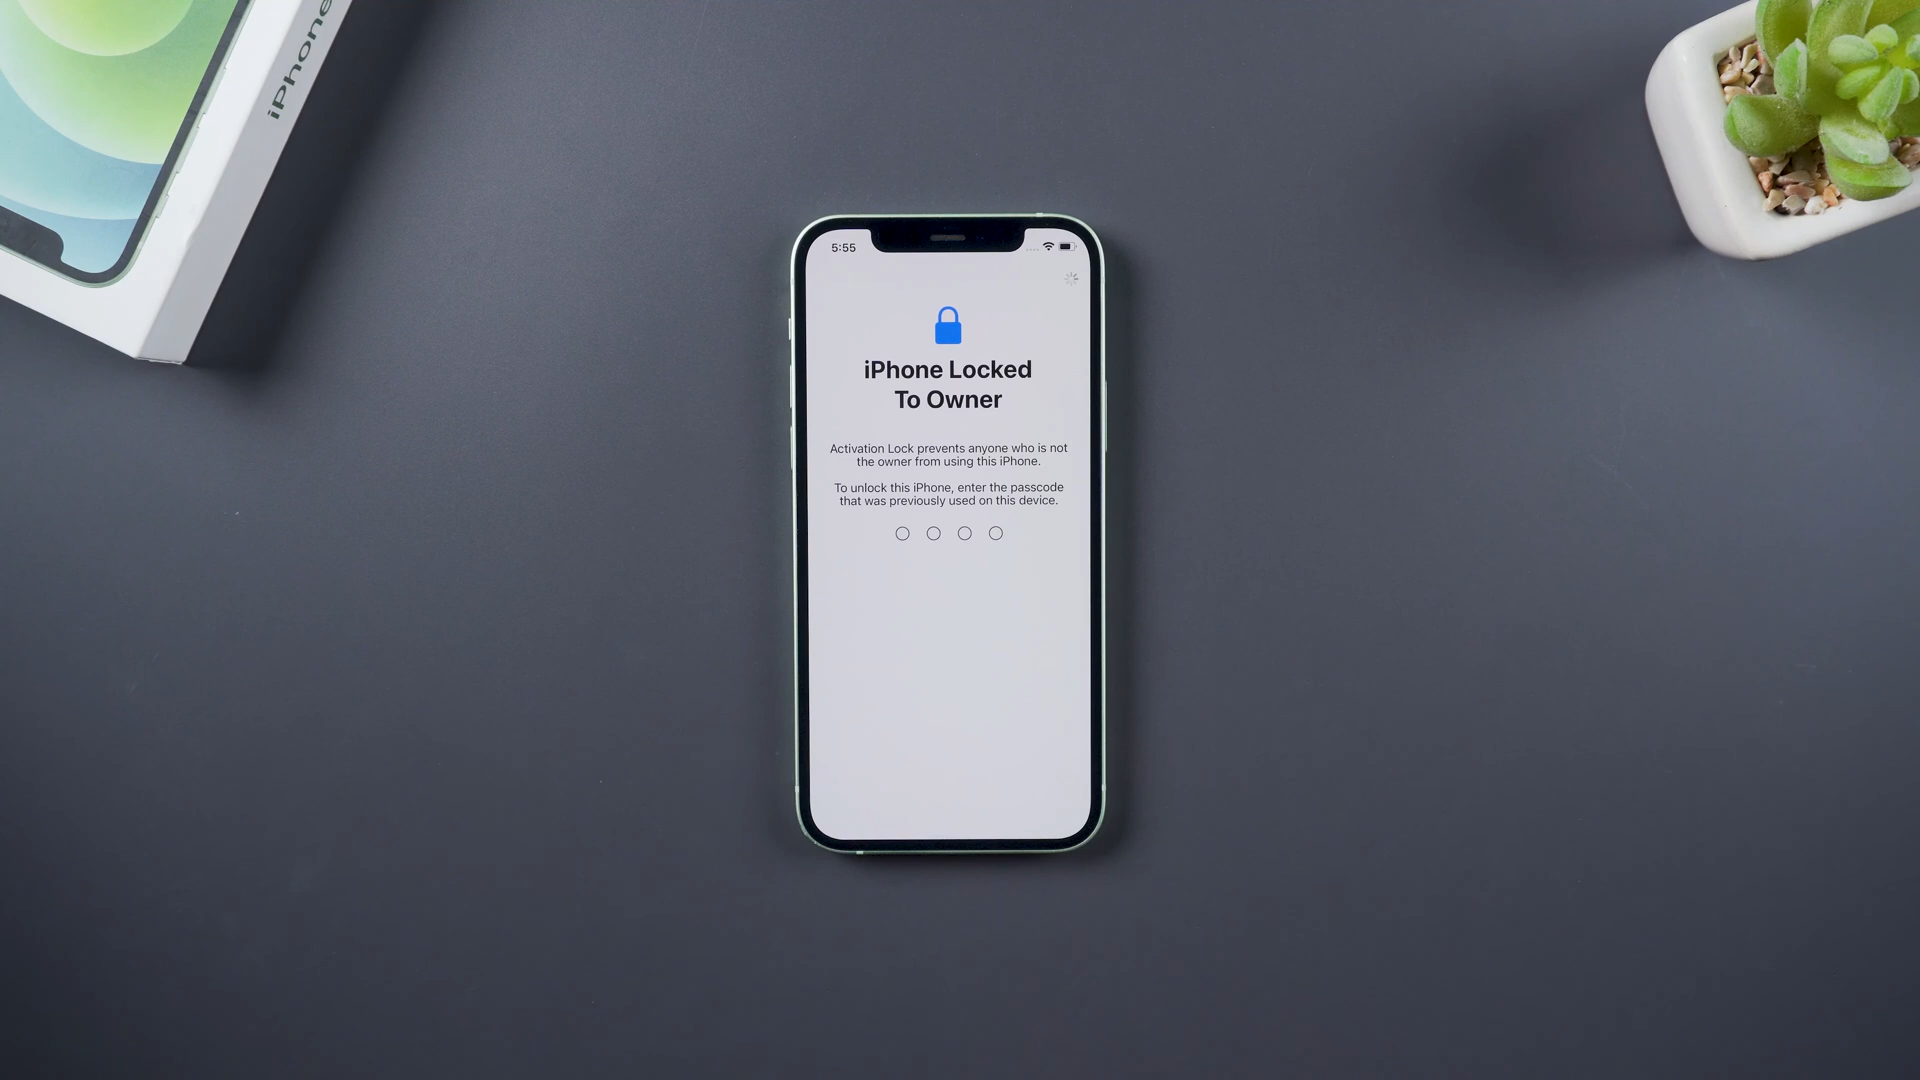 iPhone
5:55
iPhone Locked
To Owner
Activation Lock prevents anyone who is not
the owner from using this iPhone.
To unlock this iPhone, enter the passcode
that was previously used on this device.